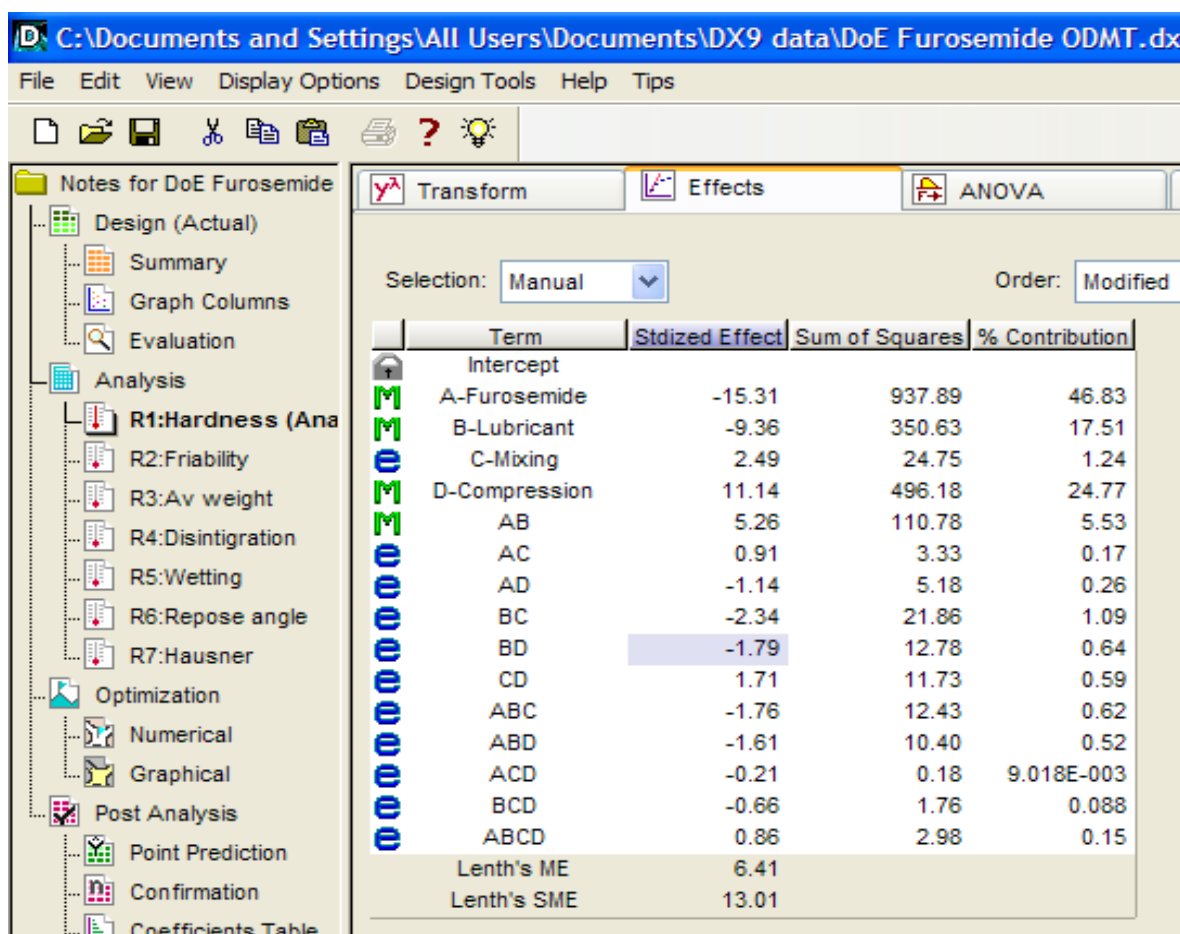 C:\Documents and Settings\All Users\Documents\DX9 data\DoE Furosemide ODMT.dx
File Edit View Display Options Design Tools Help Tips
Notes for DoE Furosemide
Design (Actual)
Summary
Graph Columns
Evaluation
Analysis
R1:Hardness (Ana
R2:Friability
R3:Av weight
R4:Disintigration
R5:Wetting
R6:Repose angle
R7:Hausner
Optimization
Numerical
Graphical
Post Analysis
Point Prediction
Confirmation
Coefficients Table
Transform Effects ANOVA
Selection: Manual Order: Modified
Term Stdized Effect Sum of Squares % Contribution
Intercept
A-Furosemide -15.31 937.89 46.83
B-Lubricant -9.36 350.63 17.51
C-Mixing 2.49 24.75 1.24
D-Compression 11.14 496.18 24.77
AB 5.26 110.78 5.53
AC 0.91 3.33 0.17
AD -1.14 5.18 0.26
BC -2.34 21.86 1.09
BD -1.79 12.78 0.64
CD 1.71 11.73 0.59
ABC -1.76 12.43 0.62
ABD -1.61 10.40 0.52
ACD -0.21 0.18 9.018E-003
BCD -0.66 1.76 0.088
ABCD 0.86 2.98 0.15
Lenth's ME 6.41
Lenth's SME 13.01